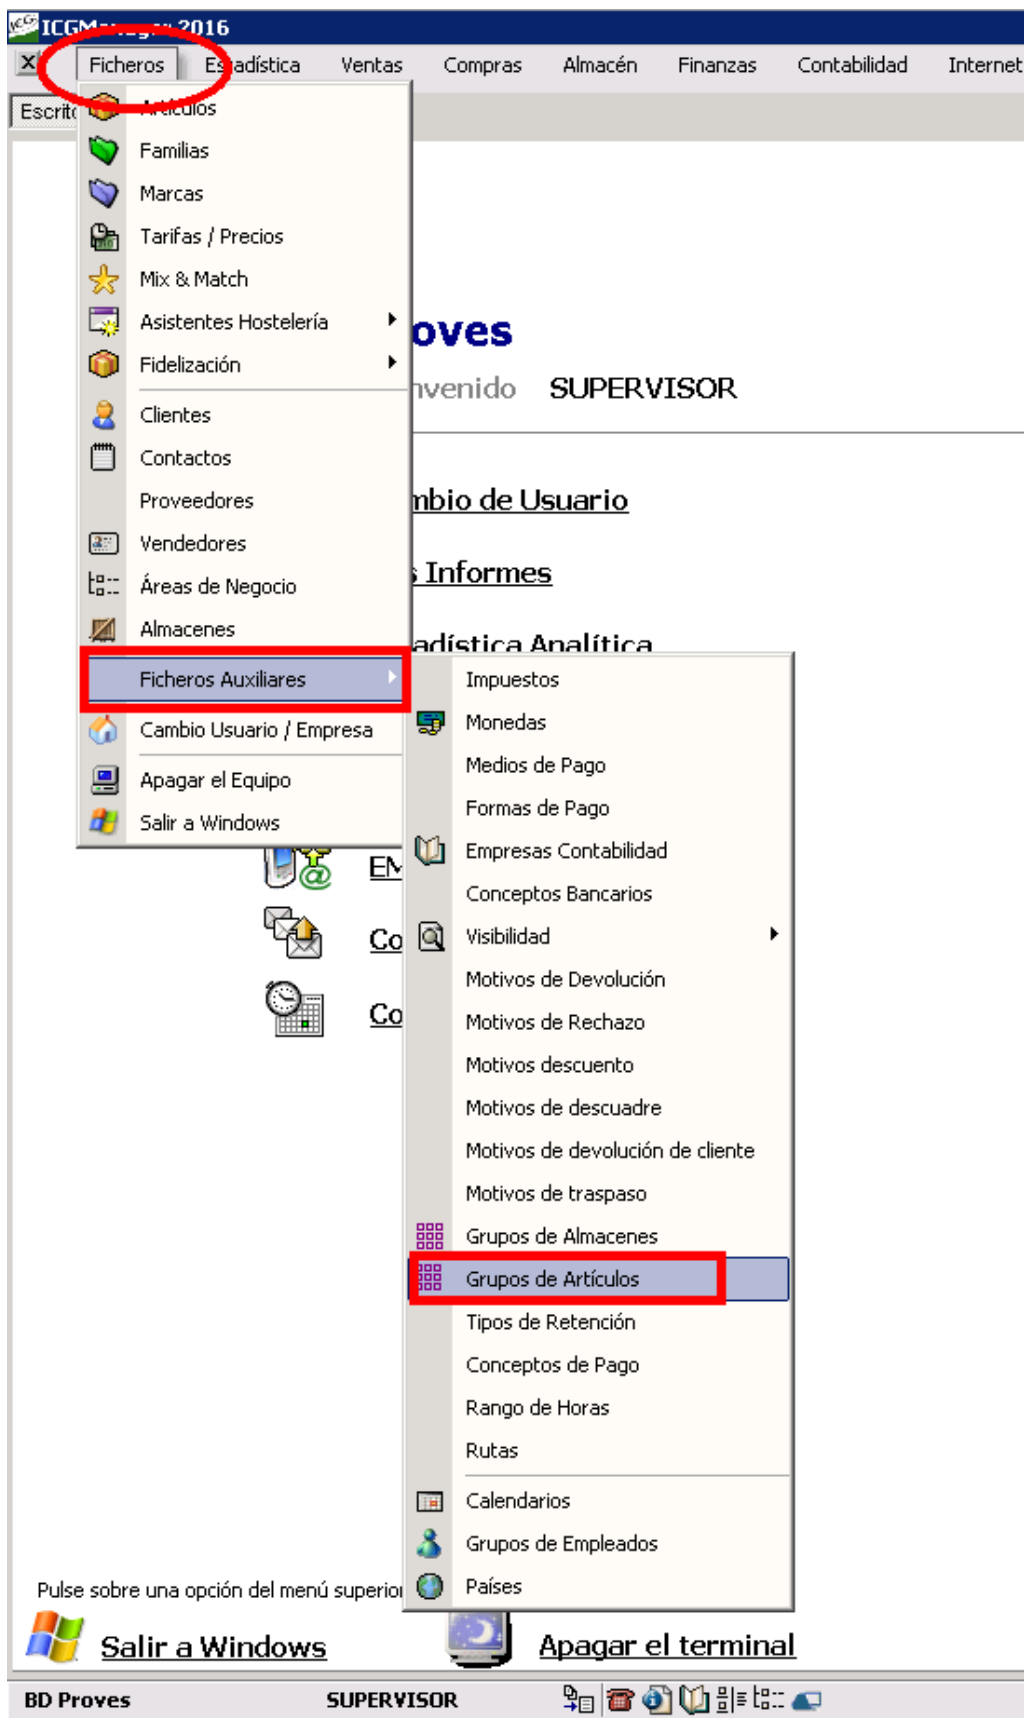 ICGManager 2016
Ficheros Estadística Ventas Compras Almacén Finanzas Contabilidad Internet
Artículos
Familias
Marcas
Tarifas / Precios
Mix & Match
Asistentes Hostelería
Fidelización
Clientes
Contactos
Proveedores
Vendedores
Áreas de Negocio
Almacenes
Ficheros Auxiliares
Cambio Usuario / Empresa
Apagar el Equipo
Salir a Windows
SUPERVISOR
de Usuario
Informes
Analítica
Impuestos
Monedas
Medios de Pago
Formas de Pago
Empresas Contabilidad
Conceptos Bancarios
Visibilidad
Motivos de Devolución
Motivos de Rechazo
Motivos descuento
Motivos de descuadre
Motivos de devolución de cliente
Motivos de traspaso
Grupos de Almacenes
Grupos de Artículos
Tipos de Retención
Conceptos de Pago
Rango de Horas
Rutas
Calendarios
Grupos de Empleados
Países
Pulse sobre una opción del menú superior
Salir a Windows Apagar el terminal
BD Proves SUPERVISOR